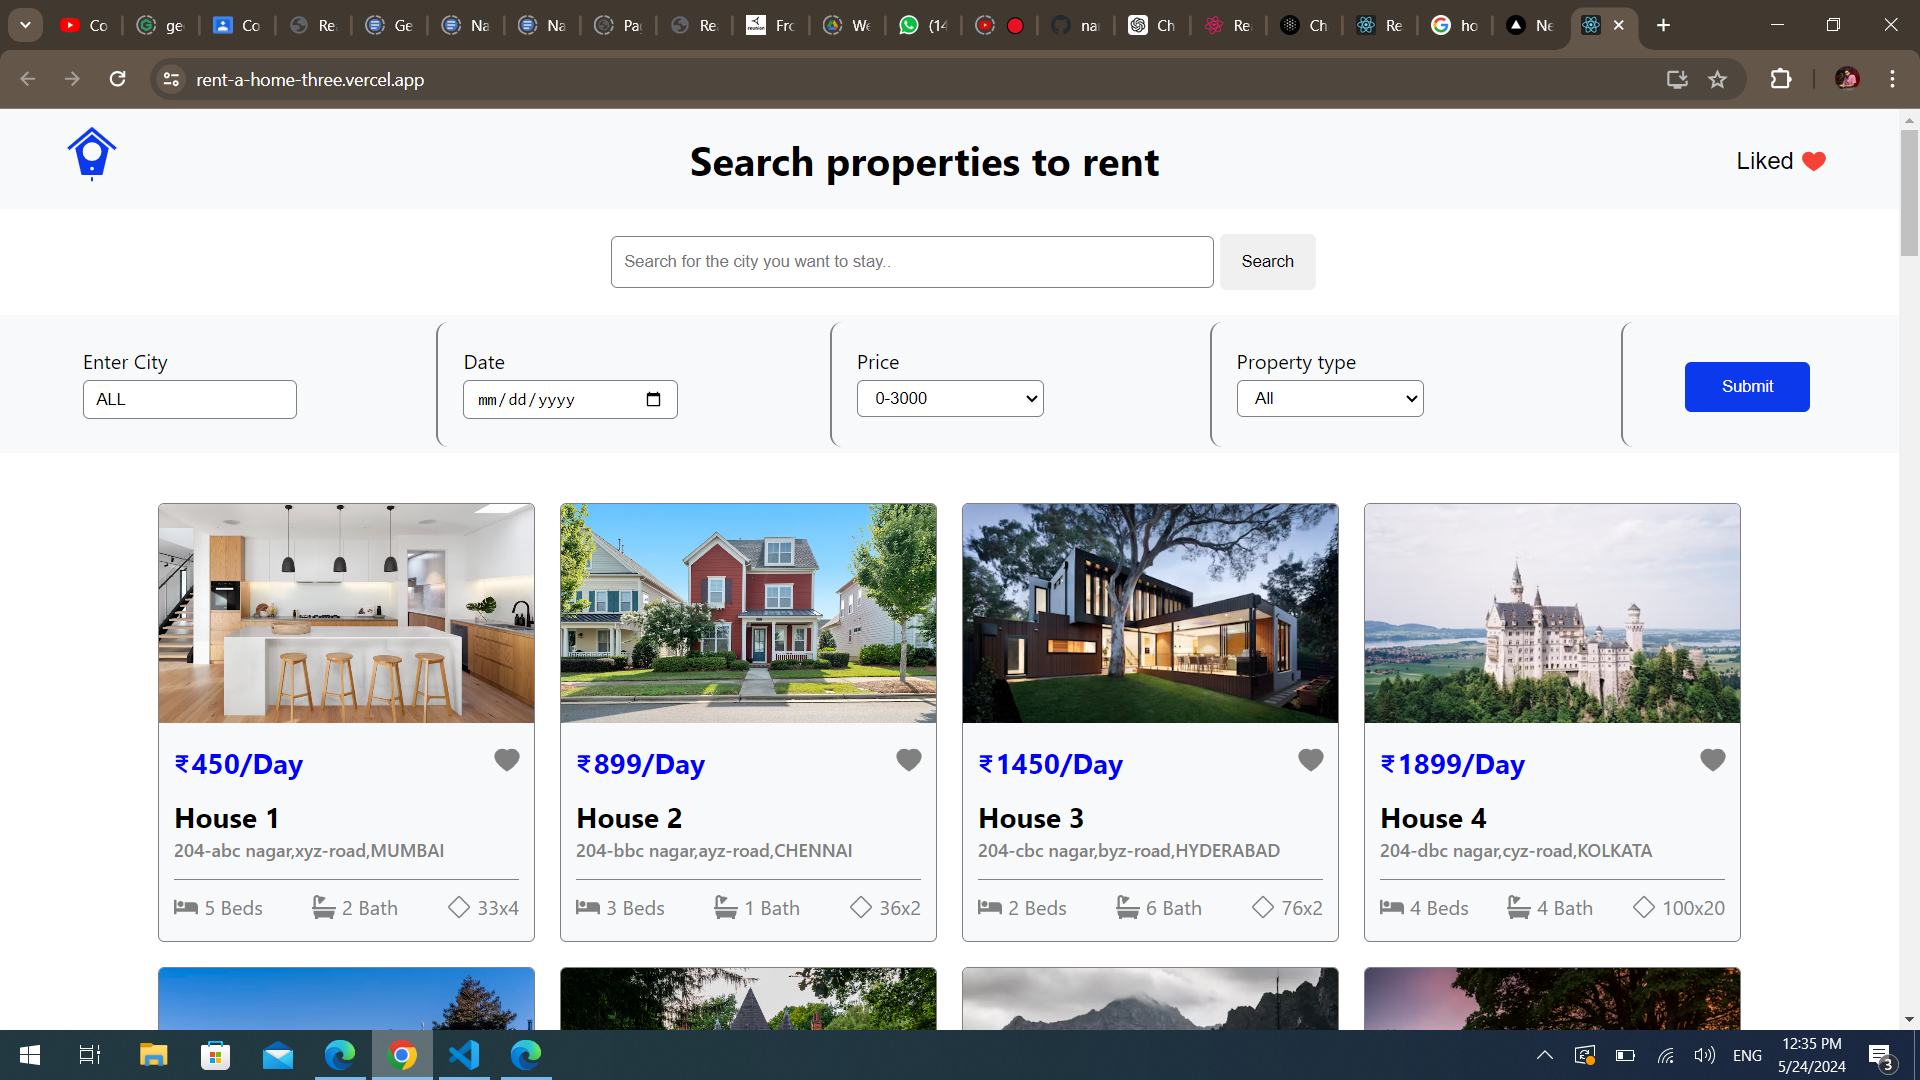 Co
ge
Co
Re
Ge
Na
Na
Pa
Re
Fro
We
(14
na
Ch
Re
Ch
Re
ho
Ne
rent-a-home-three.vercel.app
Search properties to rent
Liked
Search for the city you want to stay..
Search
Enter City
Date
Price
Property type
ALL
mm/dd/yyyy
0-3000
All
Submit
₹450/Day
₹899/Day
₹1450/Day
₹1899/Day
House 1
House 2
House 3
House 4
204-abc nagar,xyz-road,MUMBAI
204-bbc nagar,ayz-road,CHENNAI
204-cbc nagar,byz-road,HYDERABAD
204-dbc nagar,cyz-road,KOLKATA
5 Beds 2 Bath 33x4
3 Beds 1 Bath 36x2
2 Beds 6 Bath 76x2
4 Beds 4 Bath 100x20
ENG
12:35 PM
5/24/2024
3